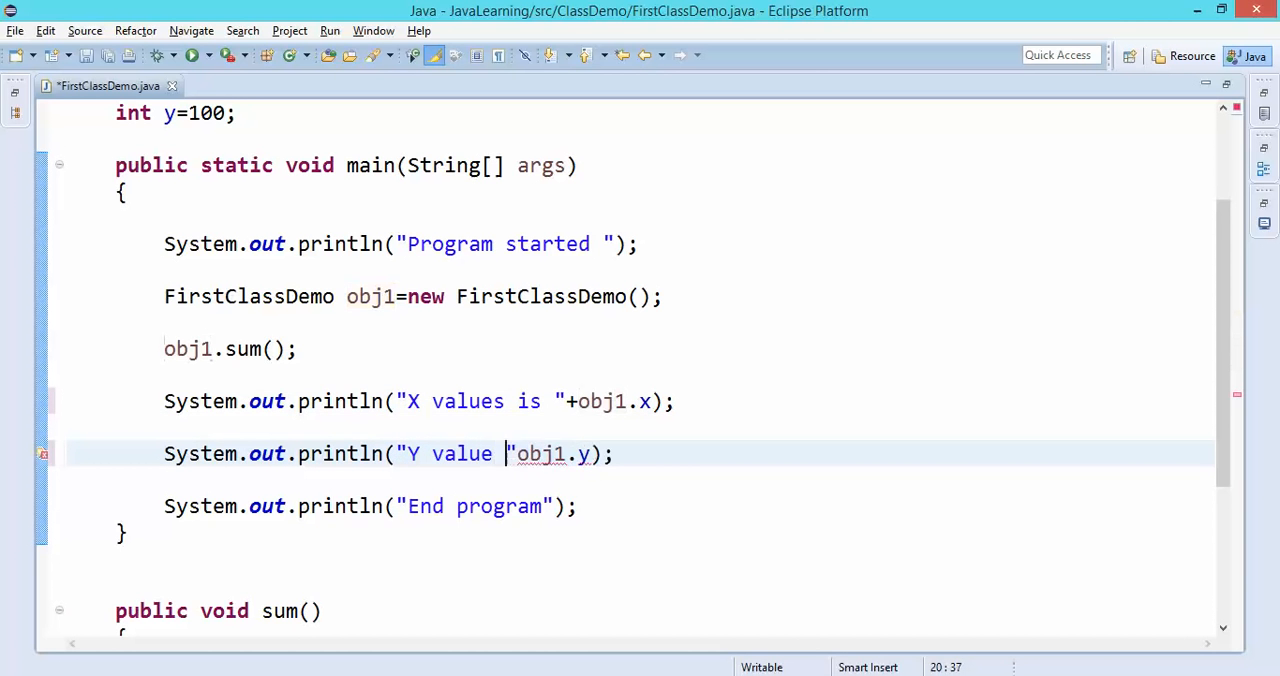 Java - JavaLearning/src/ClassDemo/FirstClassDemo.java - Eclipse Platform
File Edit Source Refactor Navigate Search Project Run Window Help
Quick Access Resource Java
*FirstClassDemo.java
int y=100;
public static void main(String[] args)
{
System.out.println("Program started ");
FirstClassDemo obj1=new FirstClassDemo();
obj1.sum();
System.out.println("X values is "+obj1.x);
System.out.println("Y value "obj1.y);
System.out.println("End program");
}
public void sum()
{
Writable Smart Insert 20 : 37